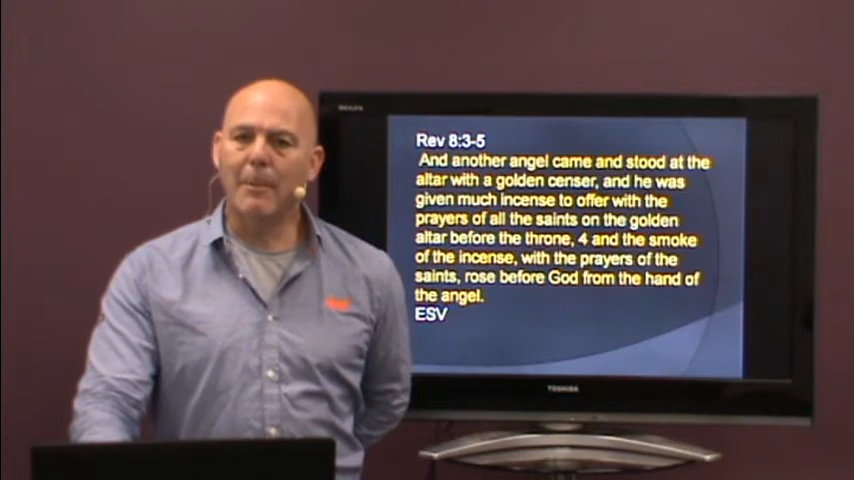 Rev 8:3-5
And another angel came and stood at the
altar with a golden censer, and he was
given much incense to offer with the
prayers of all the saints on the golden
altar before the throne, 4 and the smoke
of the incense, with the prayers of the
saints, rose before God from the hand of
the angel.
ESV
TOSHIBA